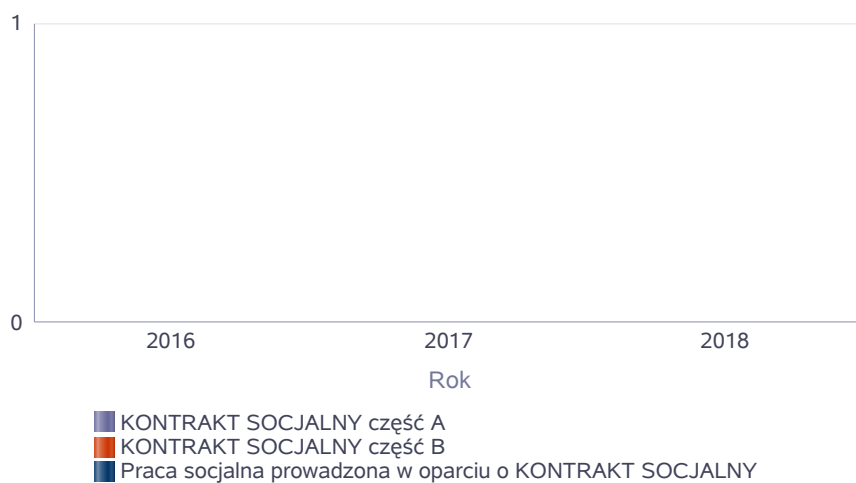 1
0
2016 2017 2018
Rok
KONTRAKT SOCJALNY część A
KONTRAKT SOCJALNY część B
Praca socjalna prowadzona w oparciu o KONTRAKT SOCJALNY